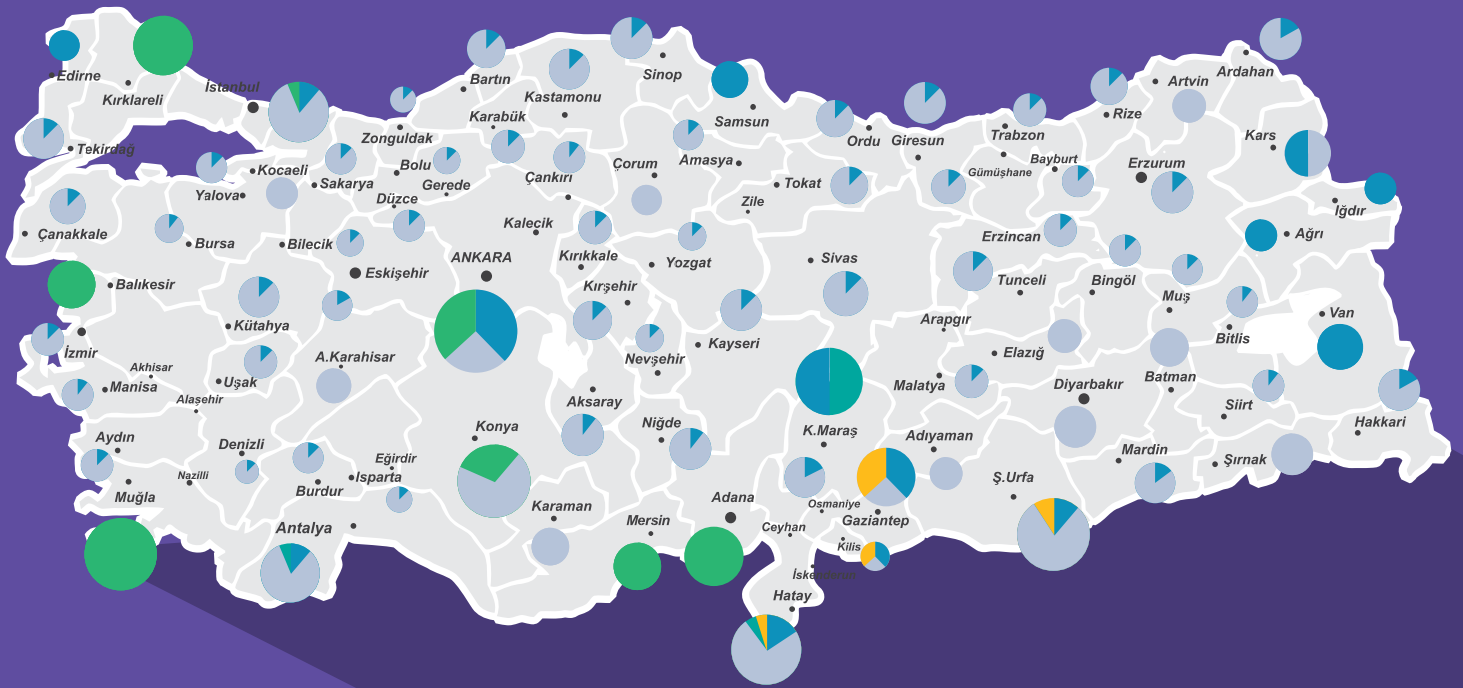 Edirne
Kırklareli
İstanbul
Tekirdağ
Bartın
Kastamonu
Sinop
Samsun
Karabük
Zonguldak
Bolu
Gerede
Düzce
Kocaeli
Yalova
Sakarya
Çankırı
Çorum
Amasya
Tokat
Zile
Ordu
Giresun
Trabzon
Gümüşhane
Bayburt
Rize
Artvin
Ardahan
Kars
Erzurum
Iğdır
Ağrı
Çanakkale
Bursa
Bilecik
Eskişehir
ANKARA
Kalecik
Kırıkkale
Kırşehir
Yozgat
Sivas
Erzincan
Tunceli
Bingöl
Muş
Bitlis
Van
Balıkesir
Kütahya
İzmir
Akhisar
Manisa
Uşak
A.Karahisar
Alaşehir
Nevşehir
Kayseri
Aksaray
Niğde
Arapgır
Elazığ
Malatya
Diyarbakır
Batman
Siirt
Hakkari
Şırnak
Mardin
Aydın
Denizli
Nazilli
Muğla
Burdur
Isparta
Eğirdir
Konya
Karaman
Antalya
Mersin
Adana
K.Maraş
Adıyaman
Ş.Urfa
Osmaniye
Gaziantep
Ceyhan
Kilis
Hatay